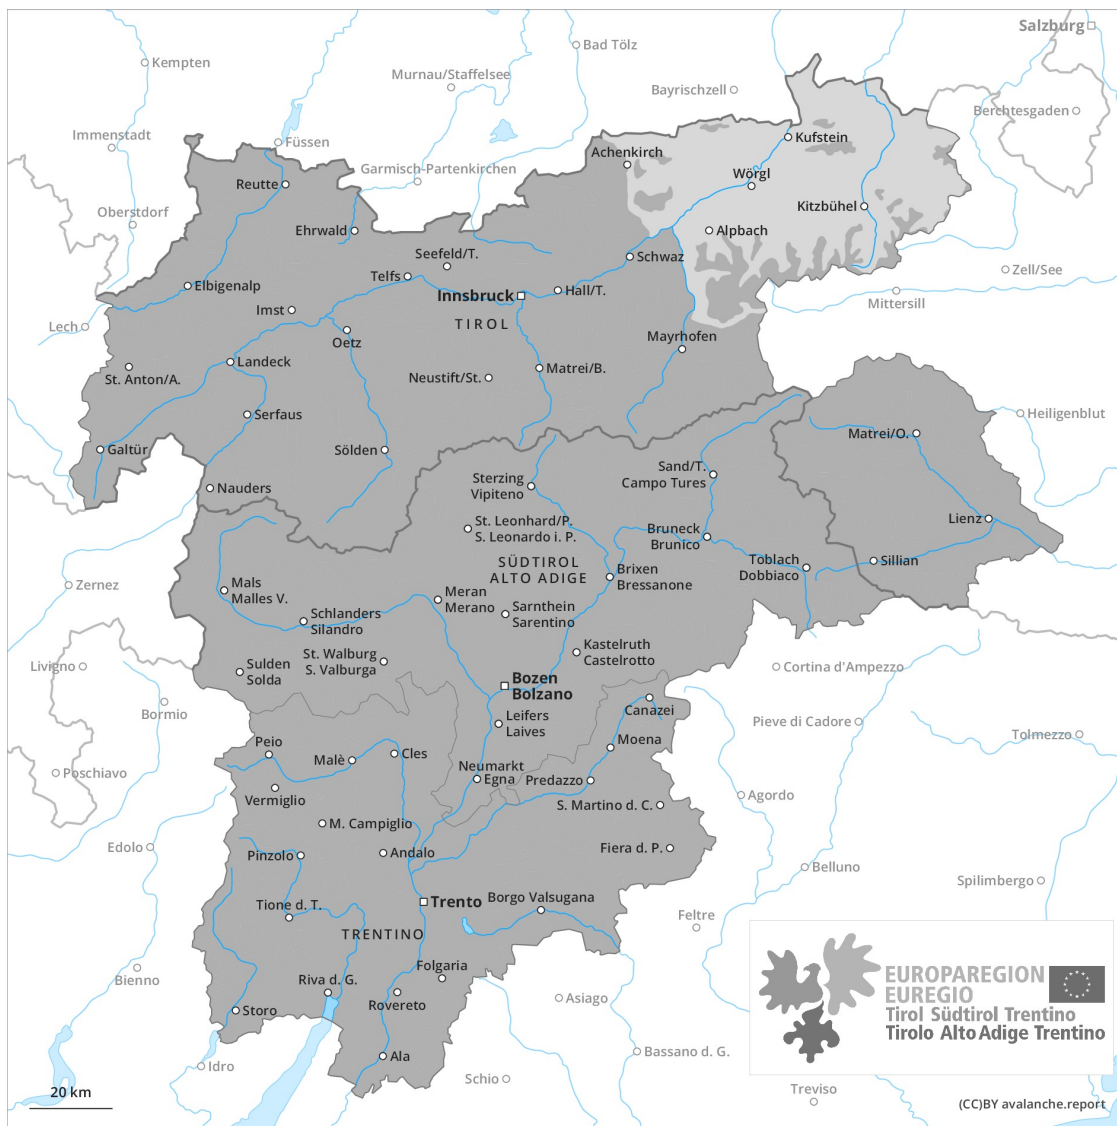 Salzburg
Bad Tölz
Kempten
Murnau/Staffelsee
Bayrischzell
Berchtesgaden
Immenstadt
Füssen
Kufstein
Achenkirch
Garmisch-Partenkirchen
Wörgl
Reutte
Oberstdorf
Kitzbühel
Ehrwald
Alpbach
Seefeld/T.
Schwaz
Telfs
Zell/See
Elbigenalp
Innsbruck
Hall/T.
Mittersill
Imst
TIROL
Lech
Oetz
Mayrhofen
Landeck
Matrei/B.
St. Anton/A.
Neustift/St.
Serfaus
Heiligenblut
Matrei/O.
Galtür
Sölden
Sterzing
Vipiteno
Sand/T.
Campo Tures
Nauders
St. Leonhard/P.
S. Leonardo i. P.
Bruneck
Brunico
Lienz
SÜDTIROL
ALTO ADIGE
Toblach
Dobbiaco
Sillian
Brixen
Bressanone
Zernez
Mals
Malles V.
Meran
Merano
Schlanders
Silandro
Sarnthein
Sarentino
Kastelruth
Castelrotto
St. Walburg
S. Valburga
Livigno
Sulden
Solda
Cortina d'Ampezzo
Bozen
Bolzano
Bormio
Canazei
Leifers
Laives
Pieve di Cadore
Tolmezzo
Peio
Moena
Malè
Cles
Poschiavo
Neumarkt
Egna
Predazzo
Vermiglio
S. Martino d. C.
Agordo
M. Campiglio
Edolo
Pinzolo
Andalo
Fiera d. P.
Belluno
Spilimbergo
Tione d. T.
Trento
Borgo Valsugana
Feltre
TRENTINO
Bienno
Folgaria
Riva d. G.
Rovereto
Asiago
Storo
EUROPAREGION
EUREGIO
Tirol Südtirol Trentino
Tirolo Alto Adige Trentino
Ala
Bassano d. G.
Idro
Schio
Treviso
20 km
(CC)BY avalanche.report